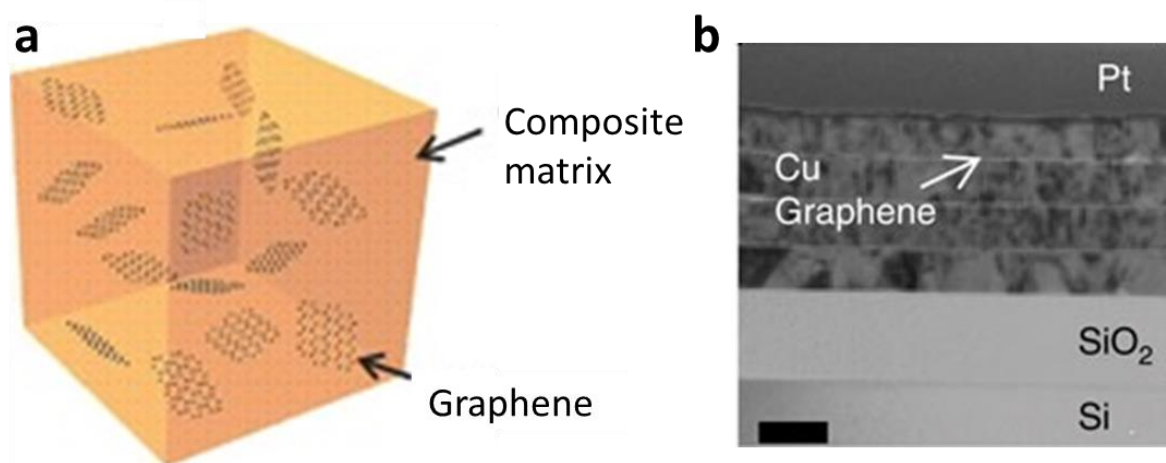 a
Composite
matrix
Graphene
b
Pt
Cu
Graphene
SiO₂
Si